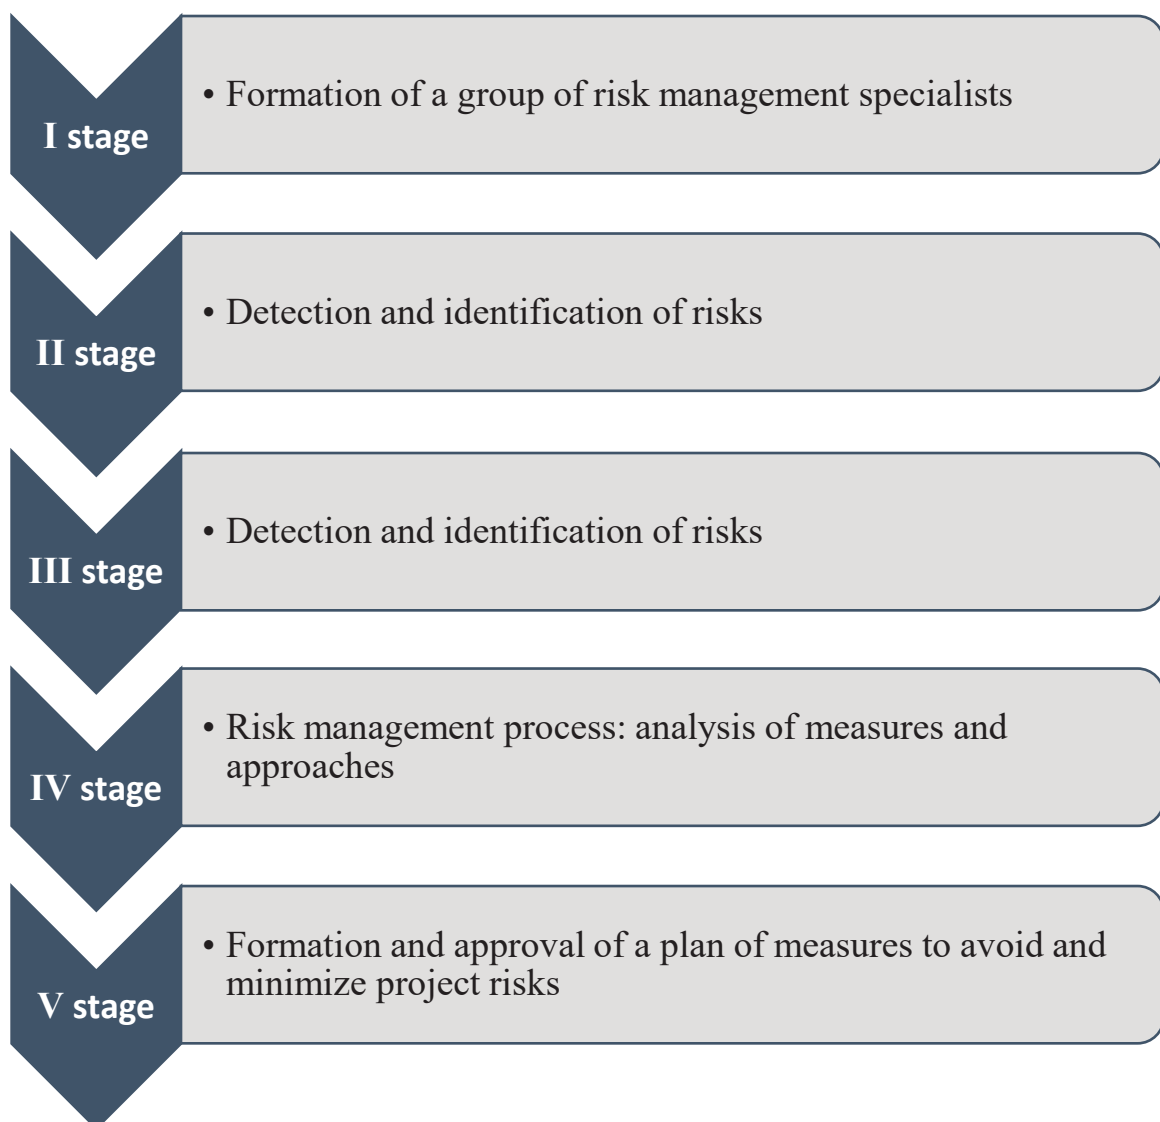 I stage
• Formation of a group of risk management specialists
II stage
• Detection and identification of risks
III stage
• Detection and identification of risks
IV stage
• Risk management process: analysis of measures and
approaches
V stage
• Formation and approval of a plan of measures to avoid and
minimize project risks